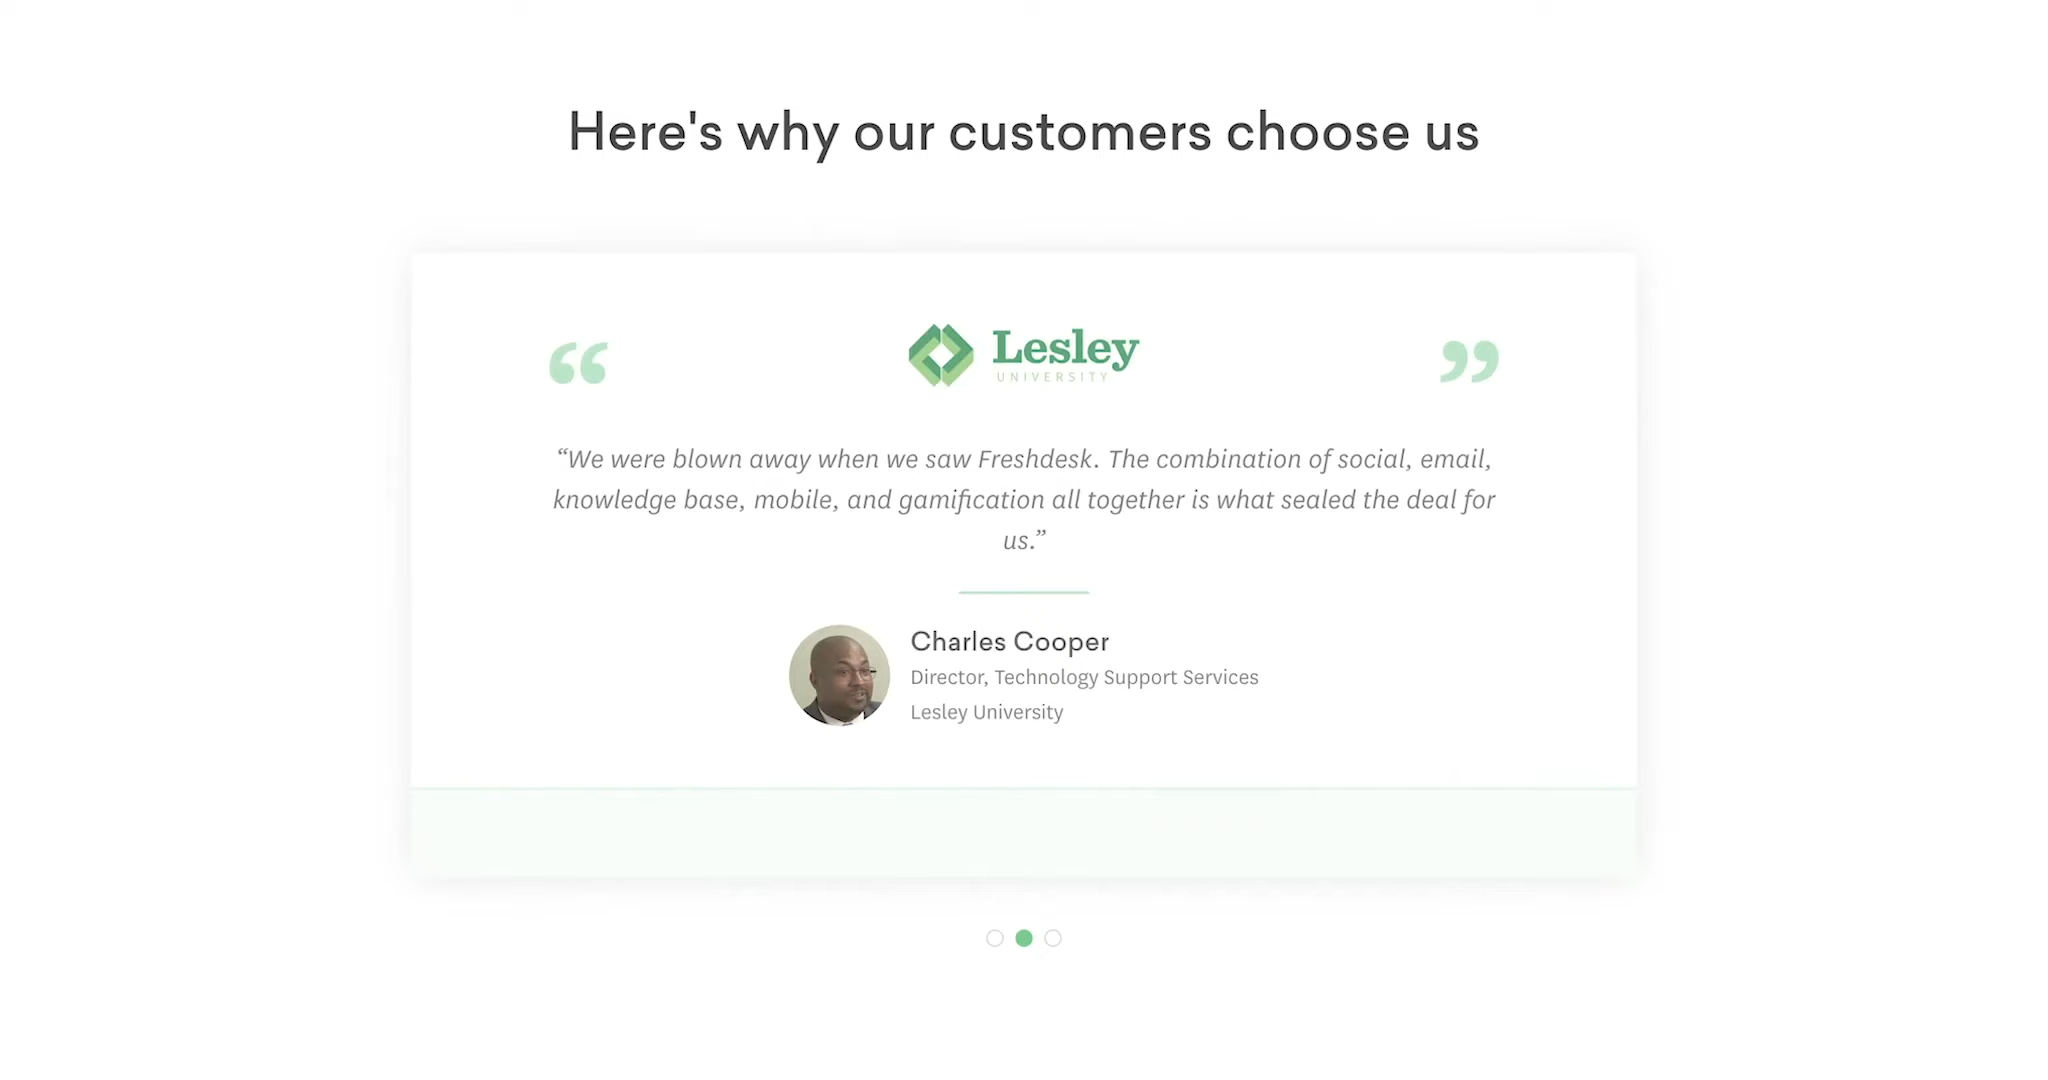 Here's why our customers choose us
Lesley
UNIVERSITY
“We were blown away when we saw Freshdesk. The combination of social, email,
knowledge base, mobile, and gamification all together is what sealed the deal for
us.”
Charles Cooper
Director, Technology Support Services
Lesley University